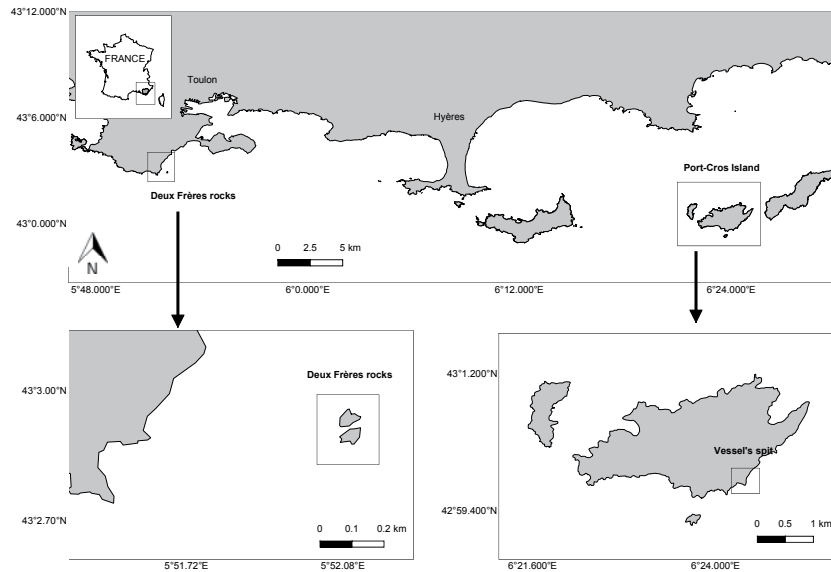 43°12.000"N
FRANCE
Toulon
43°6.000"N
Hyères
Port-Cros Island
Deux Frères rocks
43°0.000"N
N
0 2.5 5 km
5°48.000"E 6°0.000"E 6°12.000"E 6°24.000"E
43°3.00"N
Deux Frères rocks
43°2.70"N
0 0.1 0.2 km
5°51.72"E 5°52.08"E
43°1.200"N
Vessel's spit
42°59.400"N
0 0.5 1 km
6°21.600"E 6°24.000"E